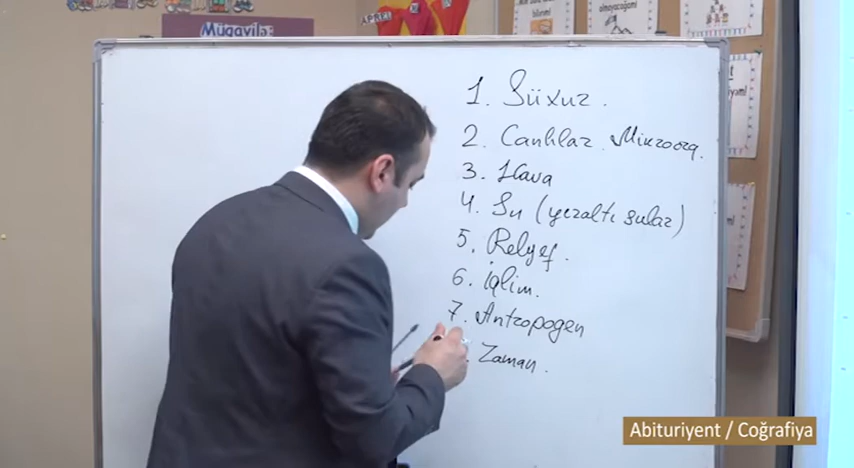 Müqavilə:
olmayacağam
1. Süxur.
2. Canlılar. Mikroorq.
3. Hava
4. Su (yeraltı sular)
5. Relyef.
6. İqlim.
7. Antropogen
Zaman.
Abituriyent / Coğrafiya